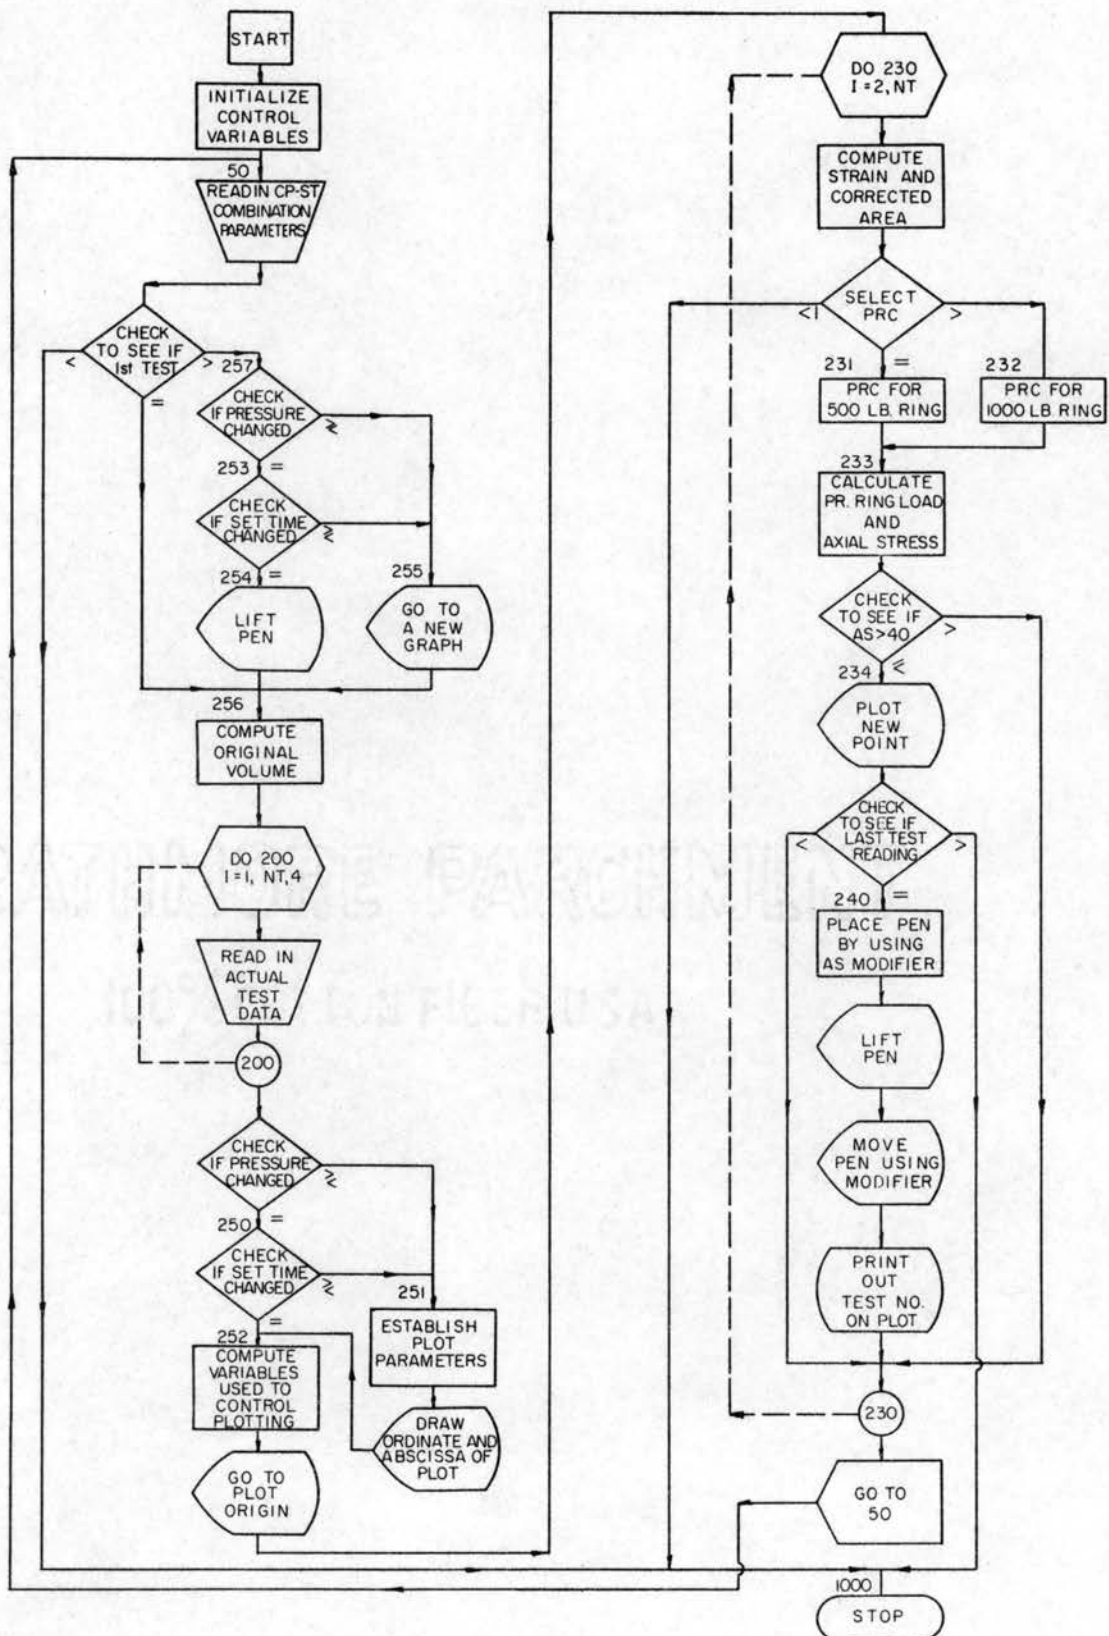 START
INITIALIZE
CONTROL
VARIABLES
50
READ IN CP-ST
COMBINATION
PARAMETERS
CHECK
TO SEE IF
1st TEST
<
>
=
257
CHECK
IF PRESSURE
CHANGED
≷
253 =
CHECK
IF SET TIME
CHANGED
≷
254 =
LIFT
PEN
255
GO TO
A NEW
GRAPH
256
COMPUTE
ORIGINAL
VOLUME
DO 200
I=1, NT,4
READ IN
ACTUAL
TEST
DATA
200
CHECK
IF PRESSURE
CHANGED
≷
250 =
CHECK
IF SET TIME
CHANGED
≷
251
ESTABLISH
PLOT
PARAMETERS
=
252
COMPUTE
VARIABLES
USED TO
CONTROL
PLOTTING
DRAW
ORDINATE AND
ABSCISSA OF
PLOT
GO TO
PLOT
ORIGIN
DO 230
I=2,NT
COMPUTE
STRAIN AND
CORRECTED
AREA
SELECT
PRC
<1
>
231 =
PRC FOR
500 LB. RING
232
PRC FOR
1000 LB. RING
233
CALCULATE
PR. RING LOAD
AND
AXIAL STRESS
CHECK
TO SEE IF
AS>40
>
234 ≤
PLOT
NEW
POINT
CHECK
TO SEE IF
LAST TEST
READING
<
>
240 =
PLACE PEN
BY USING
AS MODIFIER
LIFT
PEN
MOVE
PEN USING
MODIFIER
PRINT
OUT
TEST NO.
ON PLOT
230
GO TO
50
1000
STOP